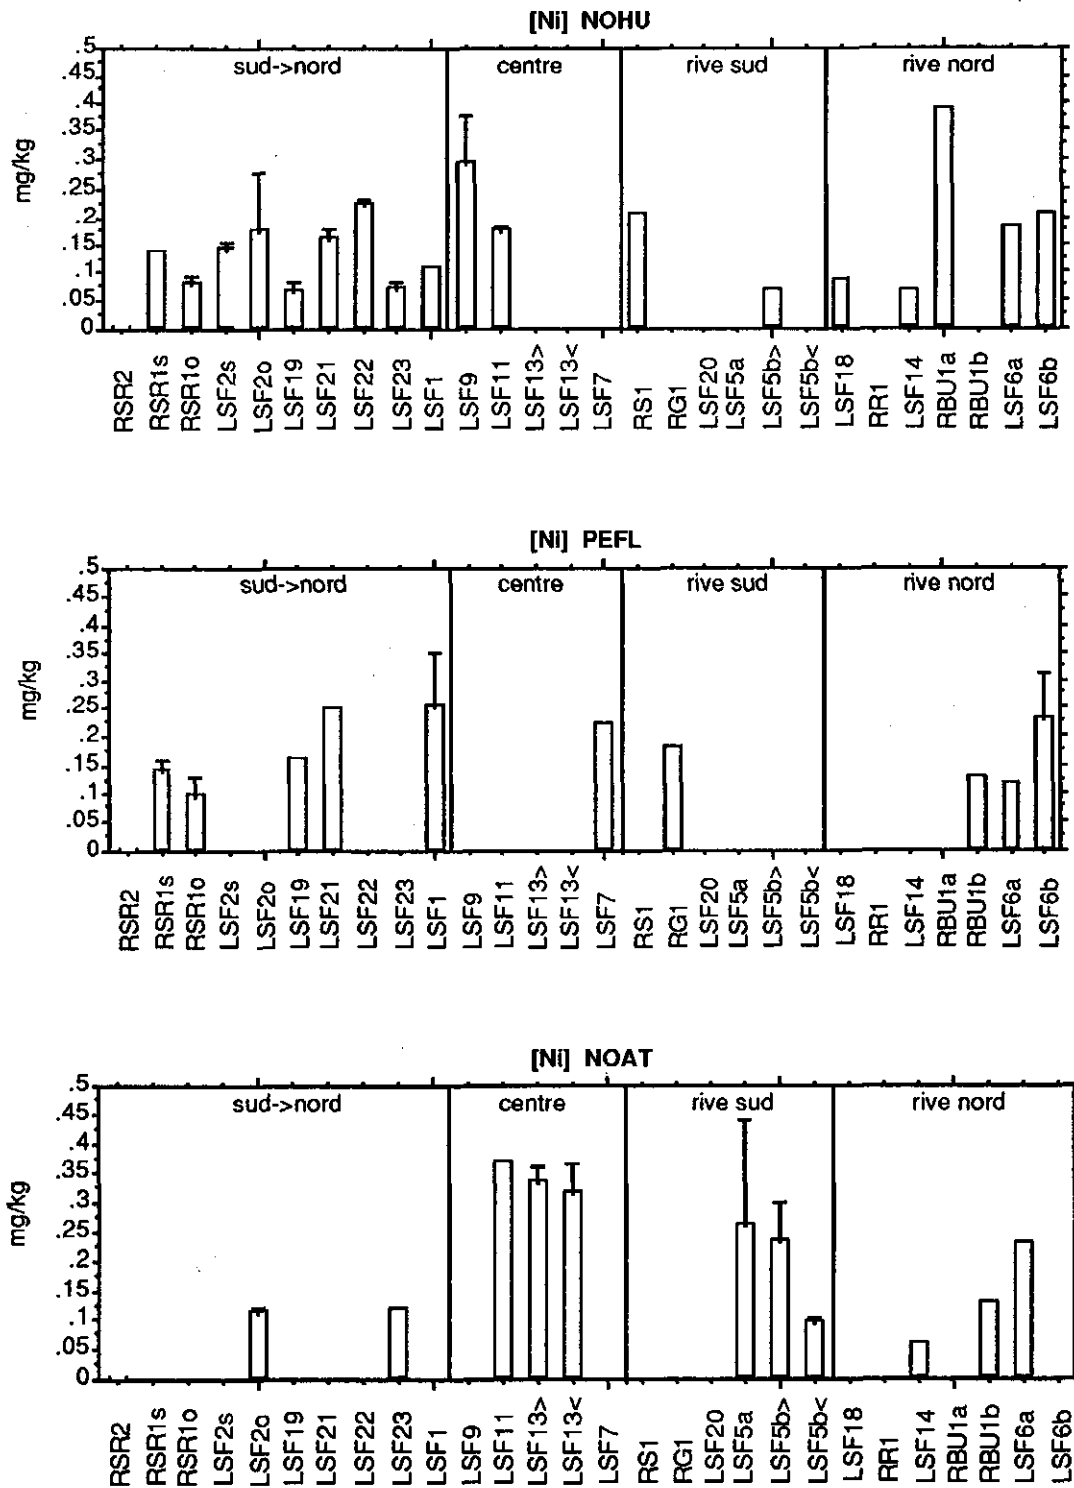 [Ni] NOHU
sud->nord centre rive sud rive nord
mg/kg
.5
.45
.4
.35
.3
.25
.2
.15
.1
.05
0
RSR2 RSR1s RSR1o LSF2s LSF2o LSF19 LSF21 LSF22 LSF23 LSF1 LSF9 LSF11 LSF13> LSF13< LSF7 RS1 RG1 LSF20 LSF5a LSF5b> LSF5b< LSF18 RR1 LSF14 RBU1a RBU1b LSF6a LSF6b
[Ni] PEFL
sud->nord centre rive sud rive nord
mg/kg
.5
.45
.4
.35
.3
.25
.2
.15
.1
.05
0
RSR2 RSR1s RSR1o LSF2s LSF2o LSF19 LSF21 LSF22 LSF23 LSF1 LSF9 LSF11 LSF13> LSF13< LSF7 RS1 RG1 LSF20 LSF5a LSF5b> LSF5b< LSF18 RR1 LSF14 RBU1a RBU1b LSF6a LSF6b
[Ni] NOAT
sud->nord centre rive sud rive nord
mg/kg
.5
.45
.4
.35
.3
.25
.2
.15
.1
.05
0
RSR2 RSR1s RSR1o LSF2s LSF2o LSF19 LSF21 LSF22 LSF23 LSF1 LSF9 LSF11 LSF13> LSF13< LSF7 RS1 RG1 LSF20 LSF5a LSF5b> LSF5b< LSF18 RR1 LSF14 RBU1a RBU1b LSF6a LSF6b